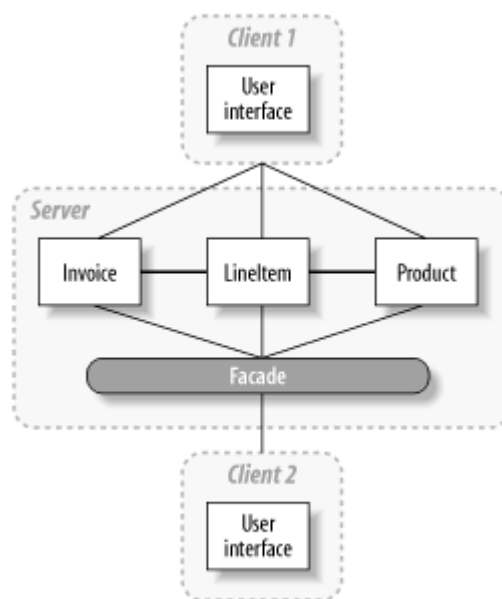 Client 1
User
interface
Server
Invoice
LineItem
Product
Facade
Client 2
User
interface